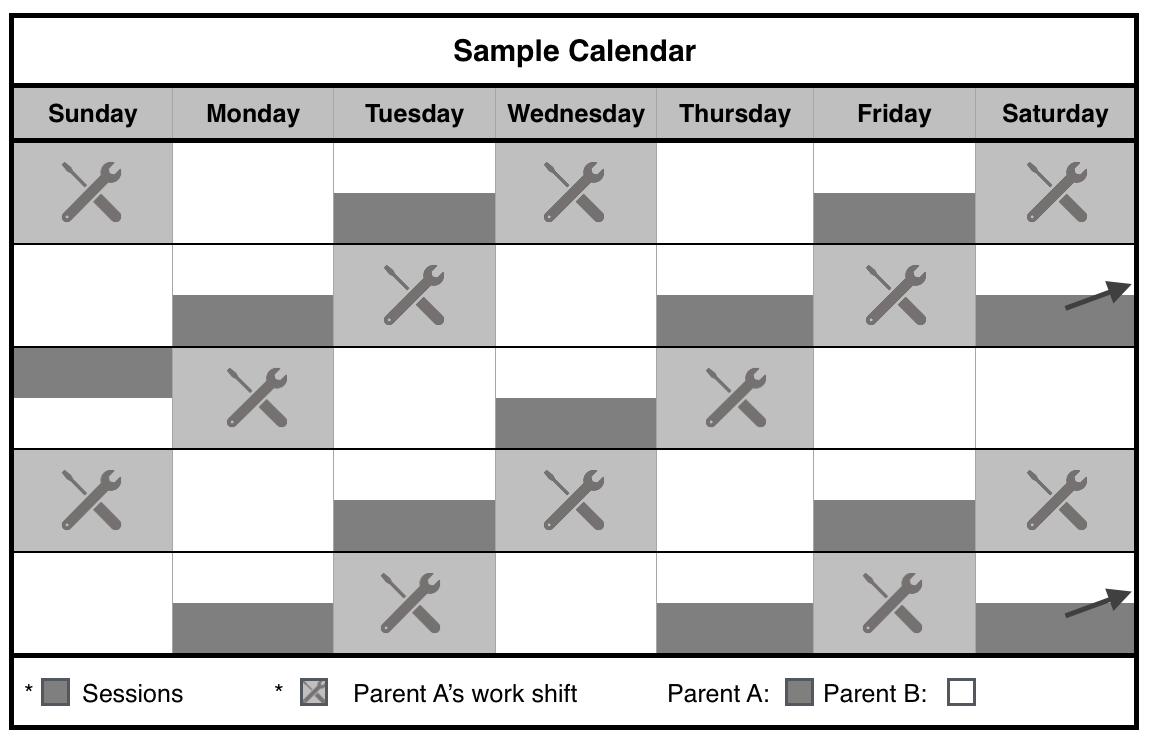 Sample Calendar
Sunday Monday Tuesday Wednesday Thursday Friday Saturday
* Sessions * Parent A's work shift Parent A: Parent B: